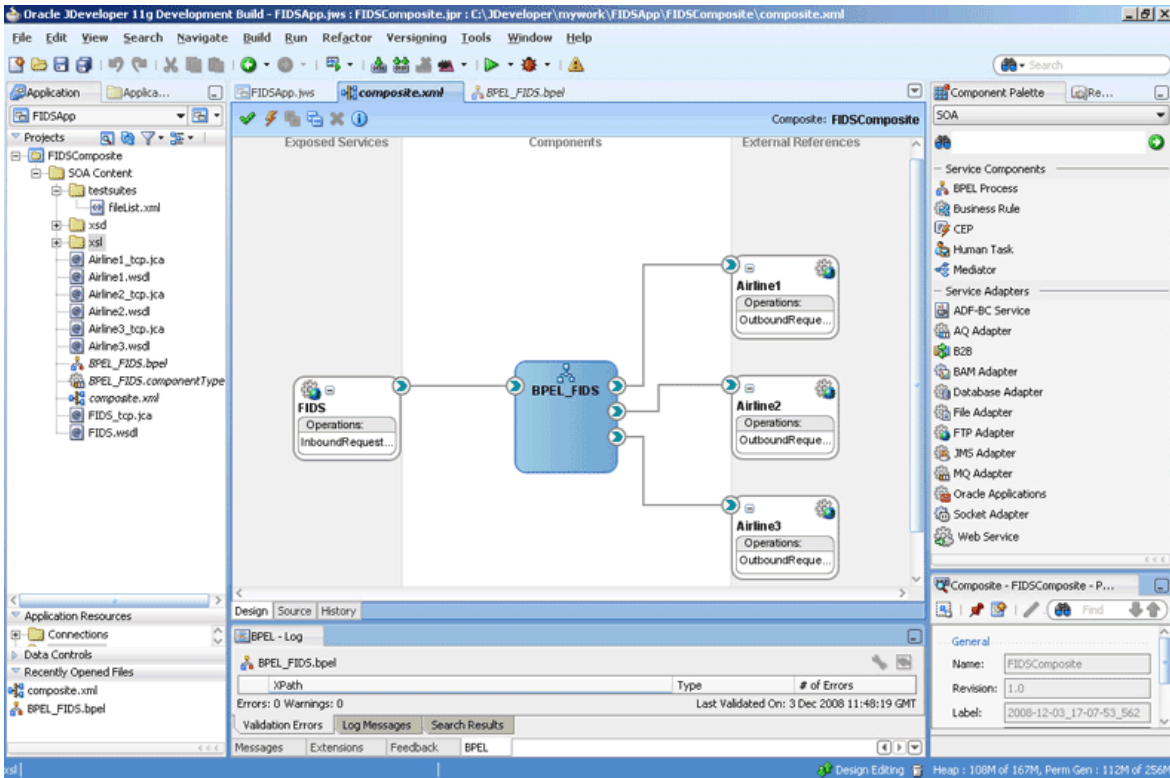 Oracle JDeveloper 11g Development Build - FIDSApp.jws : FIDSComposite.jpr : C:\JDeveloper\mywork\FIDSApp\FIDSComposite\composite.xml
File Edit View Search Navigate Build Run Refactor Versioning Tools Window Help
Search
Application Applica...
FIDSApp
Projects
FIDSComposite
SOA Content
testsuites
fileList.xml
xsd
xsl
Airline1_tcp.jca
Airline1.wsdl
Airline2_tcp.jca
Airline2.wsdl
Airline3_tcp.jca
Airline3.wsdl
BPEL_FIDS.bpel
BPEL_FIDS.componentType
composite.xml
FIDS_tcp.jca
FIDS.wsdl
Application Resources
Connections
Data Controls
Recently Opened Files
composite.xml
BPEL_FIDS.bpel
FIDSApp.jws composite.xml BPEL_FIDS.bpel
Composite: FIDSComposite
Exposed Services Components External References
FIDS
Operations:
InboundRequest...
BPEL_FIDS
Airline1
Operations:
OutboundReque...
Airline2
Operations:
OutboundReque...
Airline3
Operations:
OutboundReque...
Design Source History
BPEL - Log
BPEL_FIDS.bpel
XPath Type # of Errors
Errors: 0 Warnings: 0 Last Validated On: 3 Dec 2008 11:48:19 GMT
Validation Errors Log Messages Search Results
Messages Extensions Feedback BPEL
Component Palette Re...
SOA
Service Components
BPEL Process
Business Rule
CEP
Human Task
Mediator
Service Adapters
ADF-BC Service
AQ Adapter
B2B
BAM Adapter
Database Adapter
File Adapter
FTP Adapter
JMS Adapter
MQ Adapter
Oracle Applications
Socket Adapter
Web Service
Composite - FIDSComposite - P...
Find
General
Name: FIDSComposite
Revision: 1.0
Label: 2008-12-03_17-07-53_562
xsl Design Editing Heap : 108M of 167M, Perm Gen : 112M of 256M